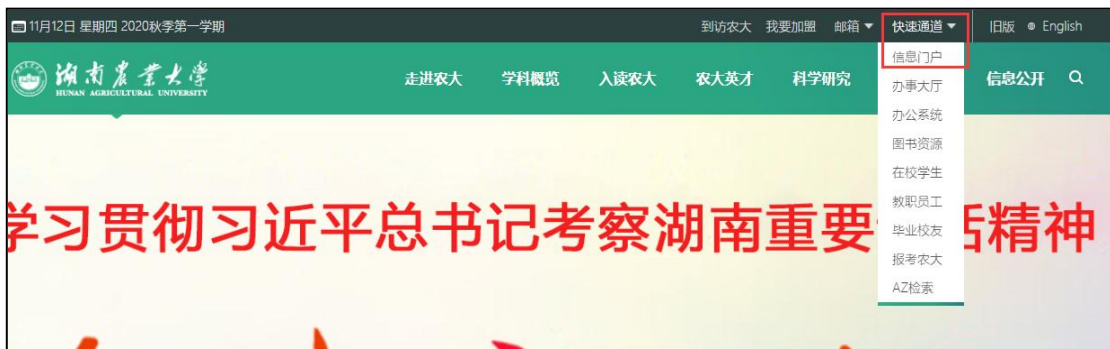 11月12日 星期四 2020秋季第一学期
到访农大 我要加盟 邮箱 快速通道 旧版 English
湖南农业大学
HUNAN AGRICULTURAL UNIVERSITY
走进农大 学科概览 入读农大 农大英才 科学研究 信息公开
信息门户
办事大厅
办公系统
图书资源
在校学生
教职员工
毕业校友
报考农大
AZ检索
学习贯彻习近平总书记考察湖南重要 话精神